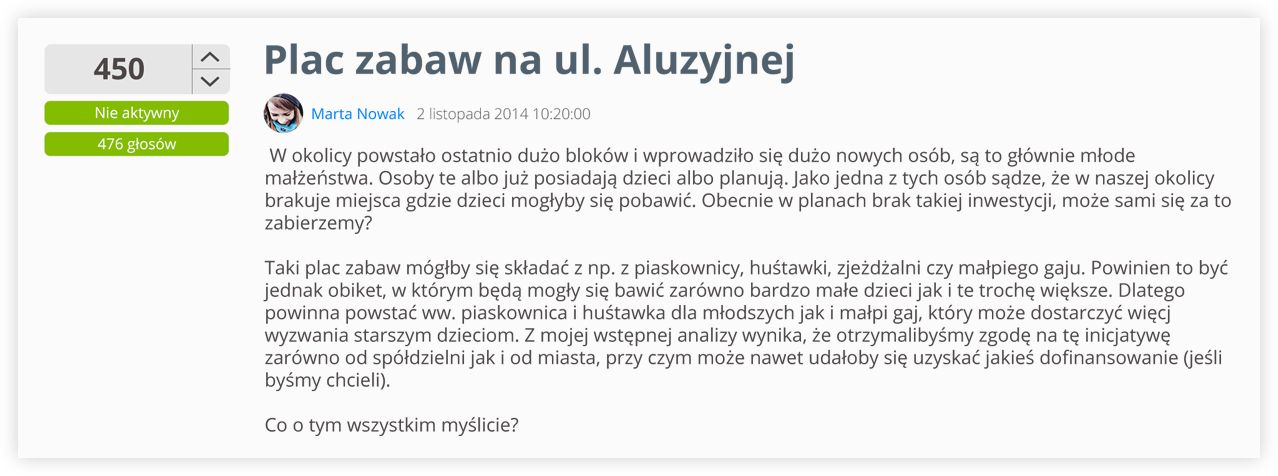 450
Nie aktywny
476 głosów
Plac zabaw na ul. Aluzyjnej
Marta Nowak 2 listopada 2014 10:20:00
W okolicy powstało ostatnio dużo bloków i wprowadziło się dużo nowych osób, są to głównie młode
małżeństwa. Osoby te albo już posiadają dzieci albo planują. Jako jedna z tych osób sądze, że w naszej okolicy
brakuje miejsca gdzie dzieci mogłyby się pobawić. Obecnie w planach brak takiej inwestycji, może sami się za to
zabierzemy?
Taki plac zabaw mógłby się składać z np. z piaskownicy, huśtawki, zjeżdżalni czy małpiego gaju. Powinien to być
jednak obiket, w którym będą mogły się bawić zarówno bardzo małe dzieci jak i te trochę większe. Dlatego
powinna powstać ww. piaskownica i huśtawka dla młodszych jak i małpi gaj, który może dostarczyć więcj
wyzwania starszym dzieciom. Z mojej wstępnej analizy wynika, że otrzymalibyśmy zgodę na tę inicjatywę
zarówno od spółdzielni jak i od miasta, przy czym może nawet udałoby się uzyskać jakieś dofinansowanie (jeśli
byśmy chcieli).
Co o tym wszystkim myślicie?